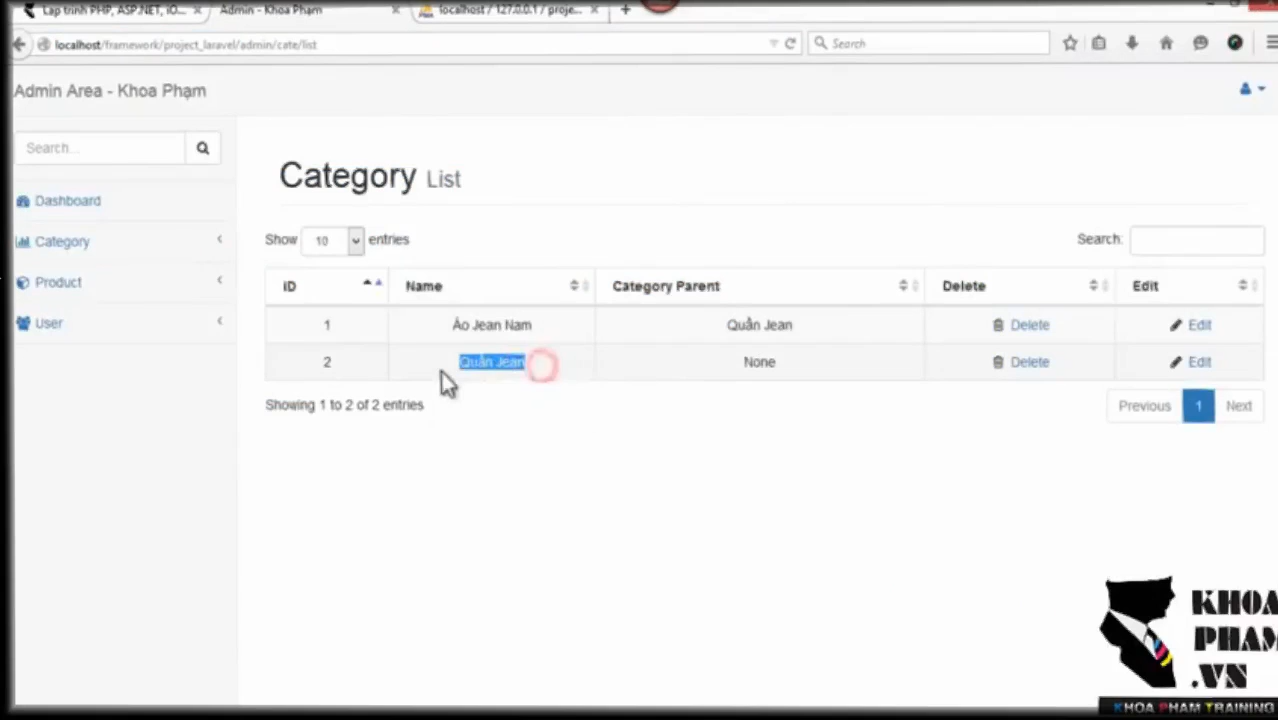 Lập trình PHP, ASP.NET, iO... Admin - Khoa Phạm localhost / 127.0.0.1 / proje...
localhost/framework/project_laravel/admin/cate/list Search
Admin Area - Khoa Phạm
Search...
Dashboard
Category
Product
User
Category List
Show 10 entries Search:
ID Name Category Parent Delete Edit
1 Áo Jean Nam Quần Jean Delete Edit
2 Quần Jean None Delete Edit
Showing 1 to 2 of 2 entries Previous 1 Next
KHOA
PHAM
.VN
KHOA PHAM TRAINING